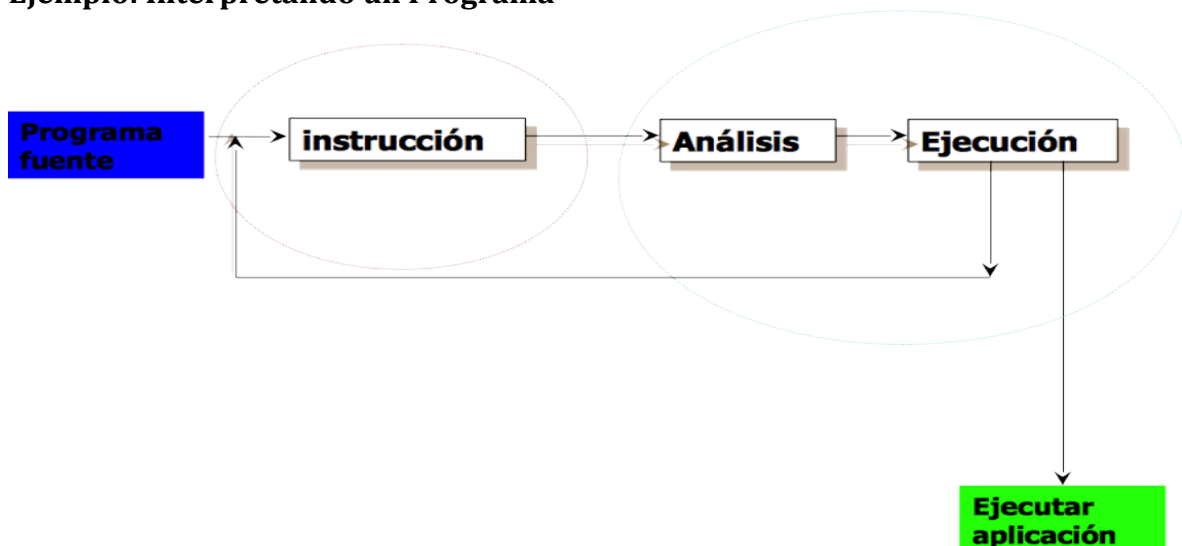 Ejemplo: Interpretando un Programa
Programa
fuente
instrucción
Análisis
Ejecución
Ejecutar
aplicación